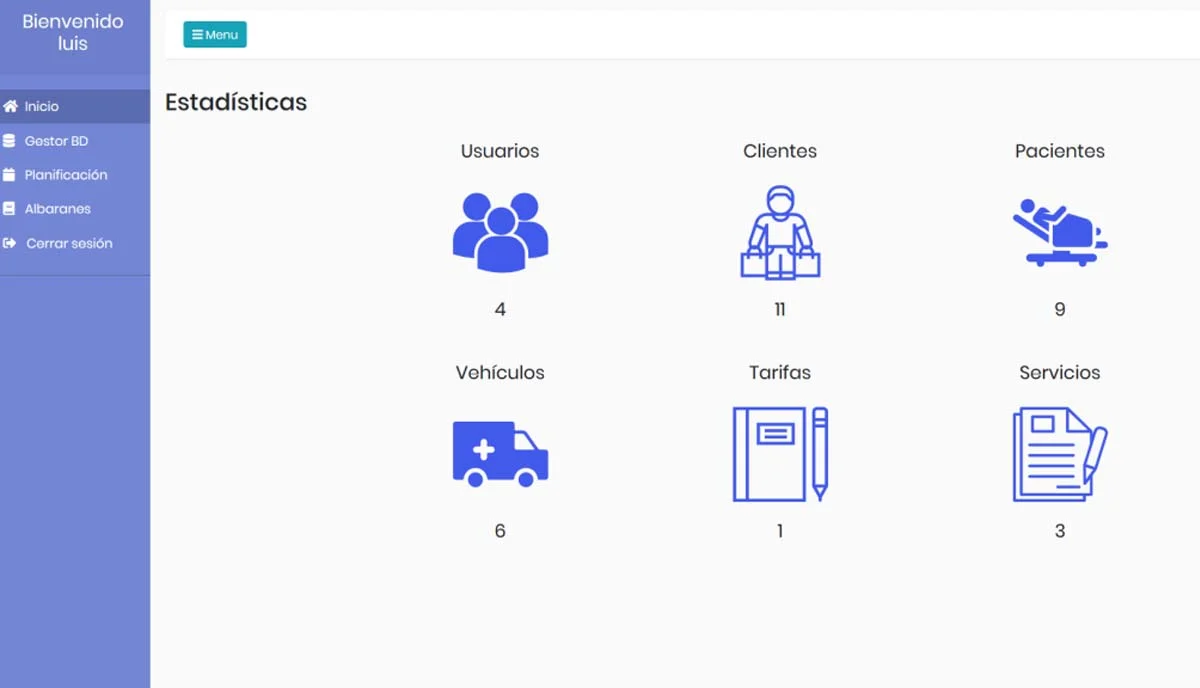 Bienvenido
luis
Menu
Inicio
Gestor BD
Planificación
Albaranes
Cerrar sesión
Estadísticas
Usuarios
Clientes
Pacientes
4
11
9
Vehículos
Tarifas
Servicios
6
1
3